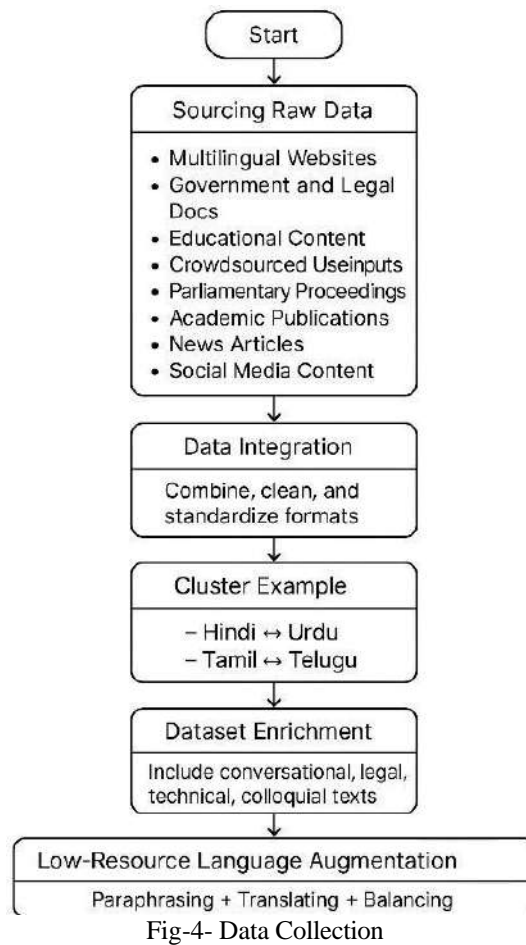 Start
Sourcing Raw Data
• Multilingual Websites
• Government and Legal
Docs
• Educational Content
• Crowdsourced Useinputs
• Parliamentary Proceedings
• Academic Publications
• News Articles
• Social Media Content
Data Integration
Combine, clean, and
standardize formats
Cluster Example
– Hindi ↔ Urdu
– Tamil ↔ Telugu
Dataset Enrichment
Include conversational, legal,
technical, colloquial texts
Low-Resource Language Augmentation
Paraphrasing + Translating + Balancing
Fig-4- Data Collection